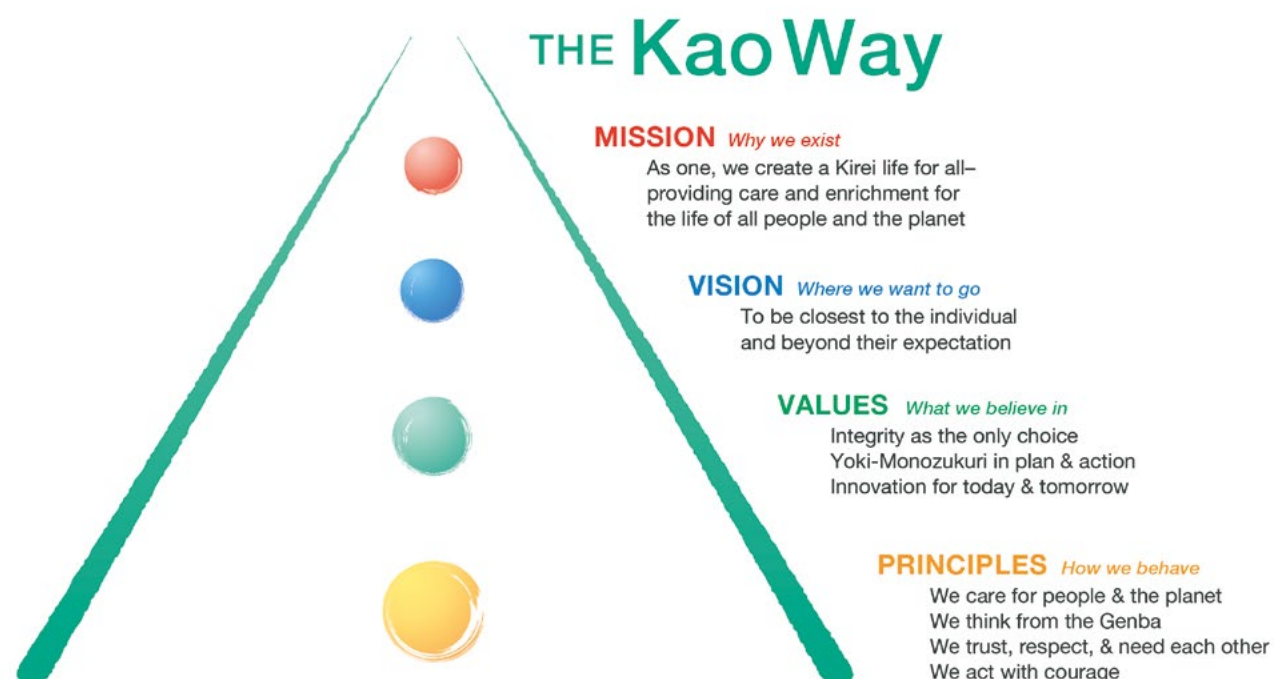 THE Kao Way
MISSION Why we exist
As one, we create a Kirei life for all–
providing care and enrichment for
the life of all people and the planet
VISION Where we want to go
To be closest to the individual
and beyond their expectation
VALUES What we believe in
Integrity as the only choice
Yoki-Monozukuri in plan & action
Innovation for today & tomorrow
PRINCIPLES How we behave
We care for people & the planet
We think from the Genba
We trust, respect, & need each other
We act with courage